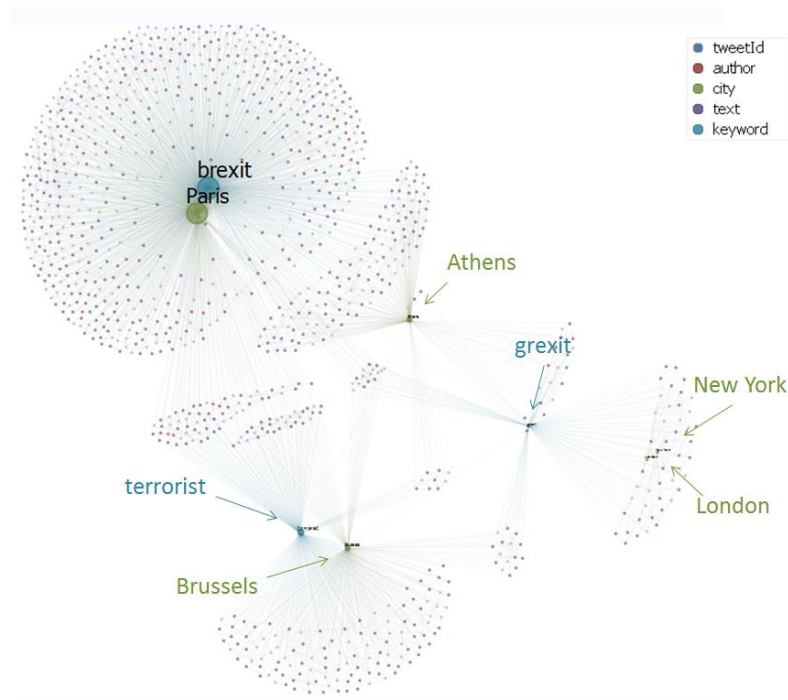 tweetId
author
city
text
keyword
brexit
Paris
Athens
grexit
New York
terrorist
London
Brussels